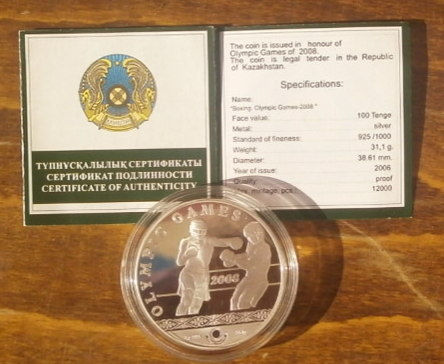 ТҮПНҰСҚАЛЫЛЫҚ СЕРТИФИКАТЫ
СЕРТИФИКАТ ПОДЛИННОСТИ
CERTIFICATE OF AUTHENTICITY
The coin is issued in honour of
Olympic Games of 2008.
The coin is legal tender in the Republic
of Kazakhstan.
Specifications:
Name:
"Boxing. Olympic Games-2008."
Face value: 100 Tenge
Metal: silver
Standard of fineness: 925 /1000
Weight: 31,1 g.
Diameter: 38.61 mm.
Year of issue: 2006
Quality proof
mintage, pcs.: 12000
OLYMPIC GAMES
2008